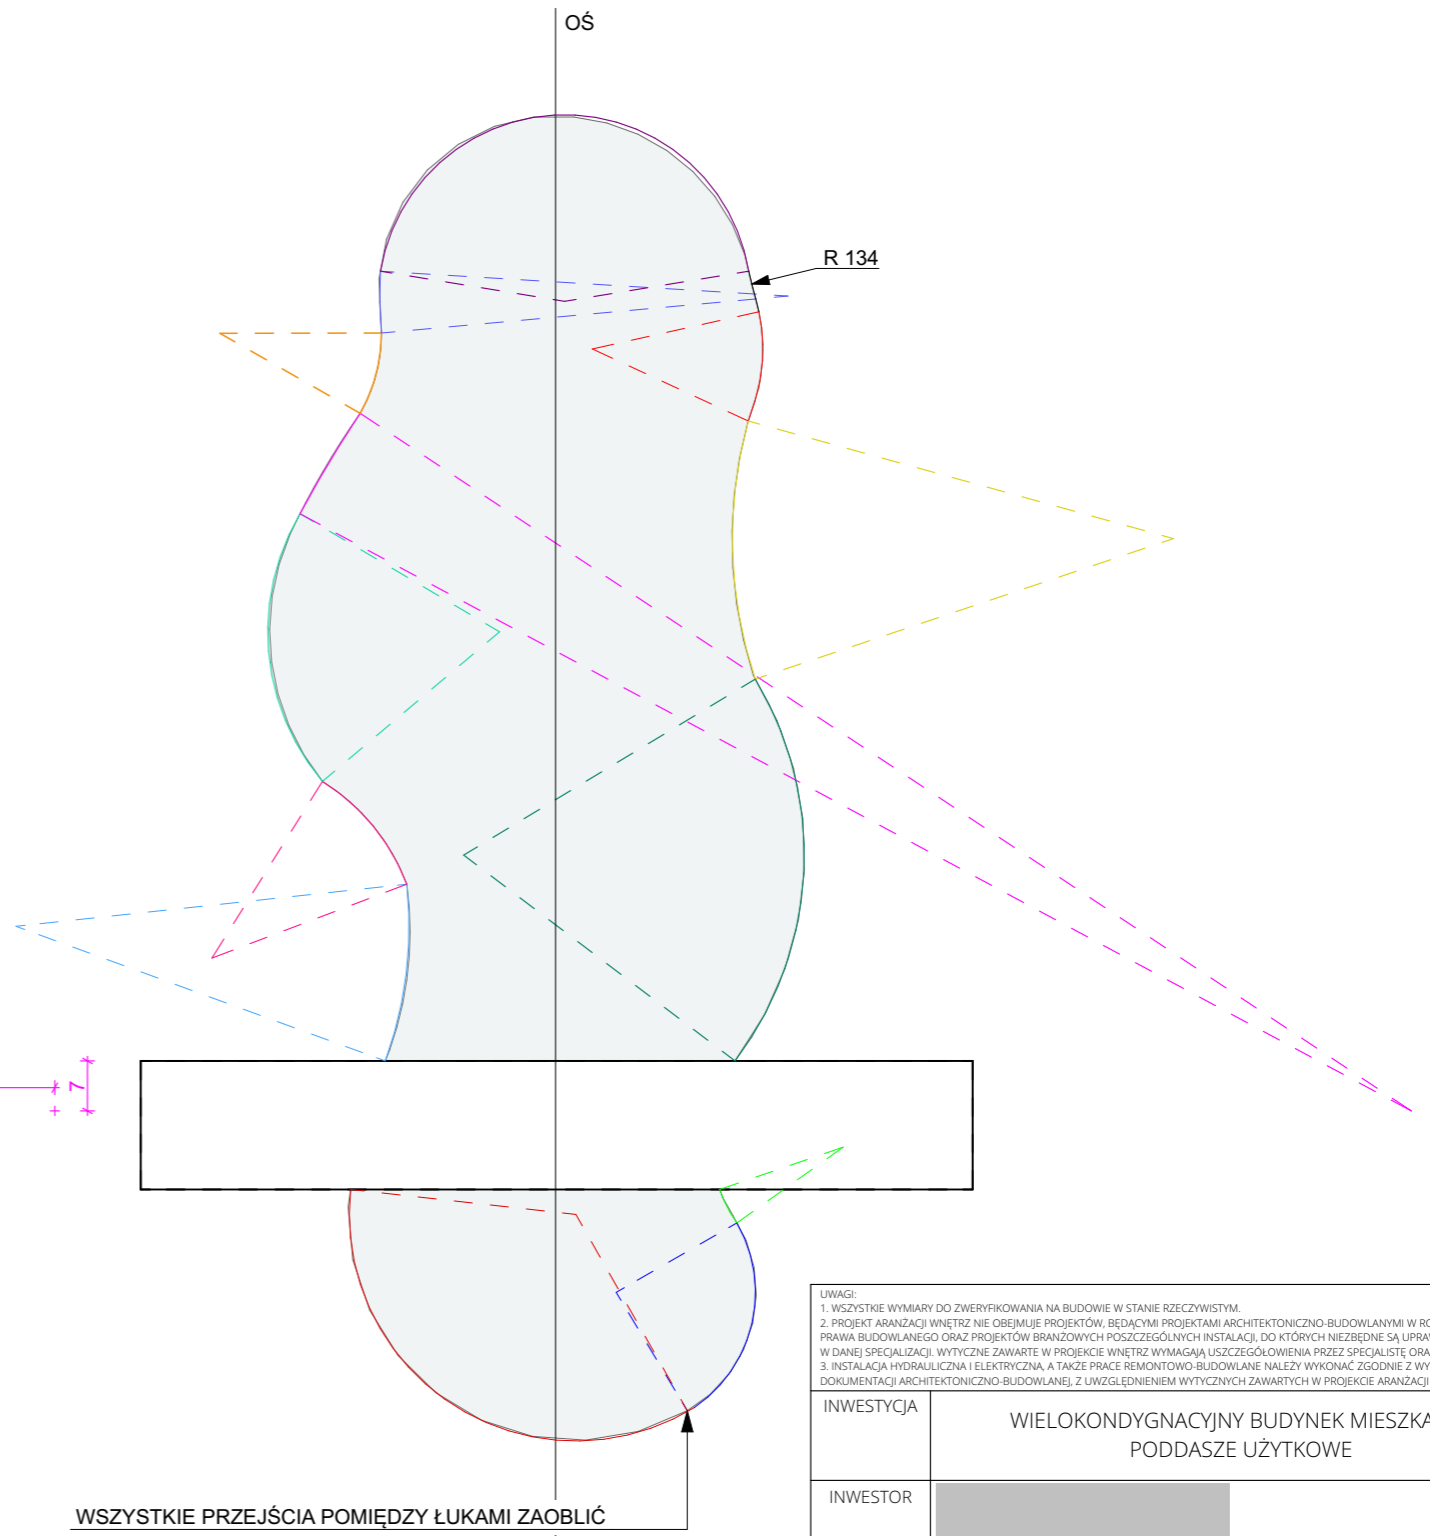 OŚ
R 134
7
WSZYSTKIE PRZEJŚCIA POMIĘDZY ŁUKAMI ZAOBLIĆ
UWAGI:
1. WSZYSTKIE WYMIARY DO ZWERYFIKOWANIA NA BUDOWIE W STANIE RZECZYWISTYM.
2. PROJEKT ARANŻACJI WNĘTRZ NIE OBEJMUJE PROJEKTÓW, BĘDĄCYMI PROJEKTAMI ARCHITEKTONICZNO-BUDOWLANYMI W RO
PRAWA BUDOWLANEGO ORAZ PROJEKTÓW BRANŻOWYCH POSZCZEGÓLNYCH INSTALACJI, DO KTÓRYCH NIEZBĘDNE SĄ UPRA
W DANEJ SPECJALIZACJI. WYTYCZNE ZAWARTE W PROJEKCIE WNĘTRZ WYMAGAJĄ USZCZEGÓŁOWIENIA PRZEZ SPECJALISTĘ ORA
3. INSTALACJA HYDRAULICZNA I ELEKTRYCZNA, A TAKŻE PRACE REMONTOWO-BUDOWLANE NALEŻY WYKONAĆ ZGODNIE Z WY
DOKUMENTACJI ARCHITEKTONICZNO-BUDOWLANEJ, Z UWZGLĘDNIENIEM WYTYCZNYCH ZAWARTYCH W PROJEKCIE ARANŻACJI
INWESTYCJA
WIELOKONDYGNACYJNY BUDYNEK MIESZKA
PODDASZE UŻYTKOWE
INWESTOR